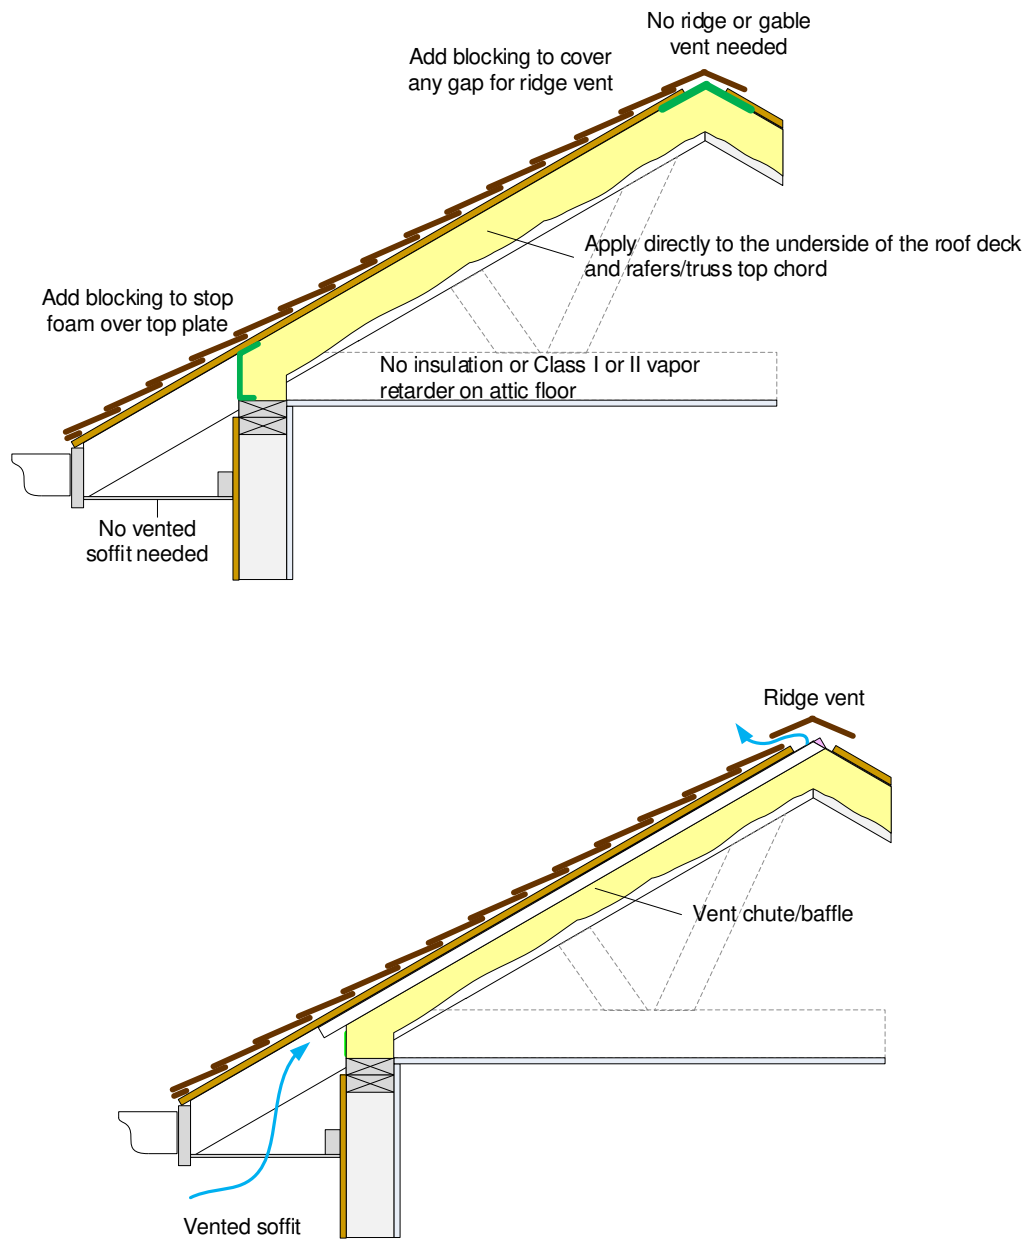 No ridge or gable
vent needed
Add blocking to cover
any gap for ridge vent
Apply directly to the underside of the roof deck
and rafers/truss top chord
Add blocking to stop
foam over top plate
No insulation or Class I or II vapor
retarder on attic floor
No vented
soffit needed
Ridge vent
Vent chute/baffle
Vented soffit